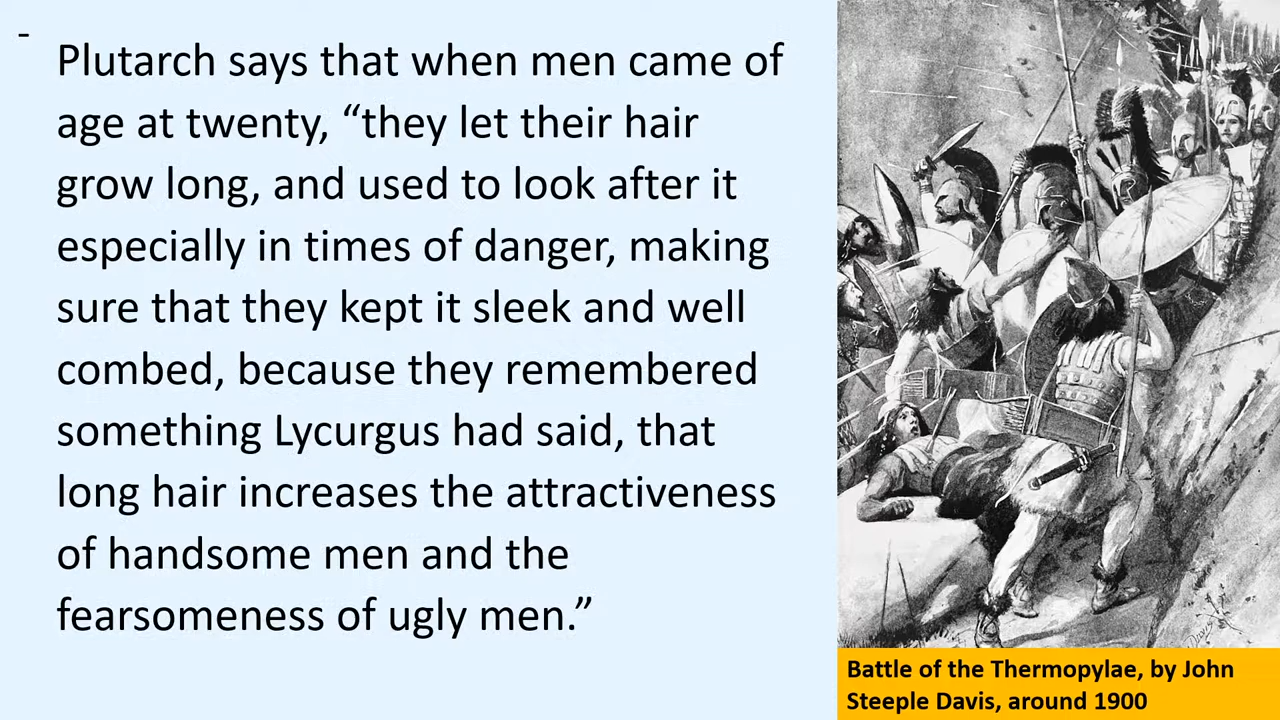 -
Plutarch says that when men came of
age at twenty, “they let their hair
grow long, and used to look after it
especially in times of danger, making
sure that they kept it sleek and well
combed, because they remembered
something Lycurgus had said, that
long hair increases the attractiveness
of handsome men and the
fearsomeness of ugly men.”
Battle of the Thermopylae, by John
Steeple Davis, around 1900